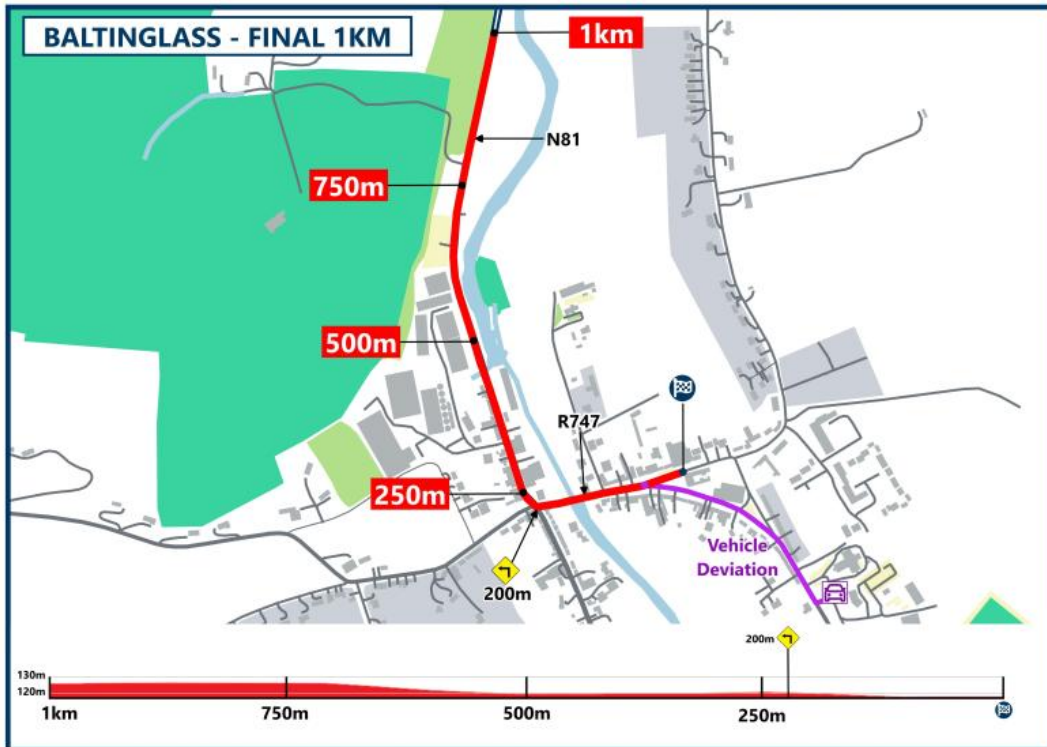 BALTINGLASS - FINAL 1KM
1km
N81
750m
500m
R747
250m
200m
Vehicle
Deviation
200m
130m
120m
1km
750m
500m
250m